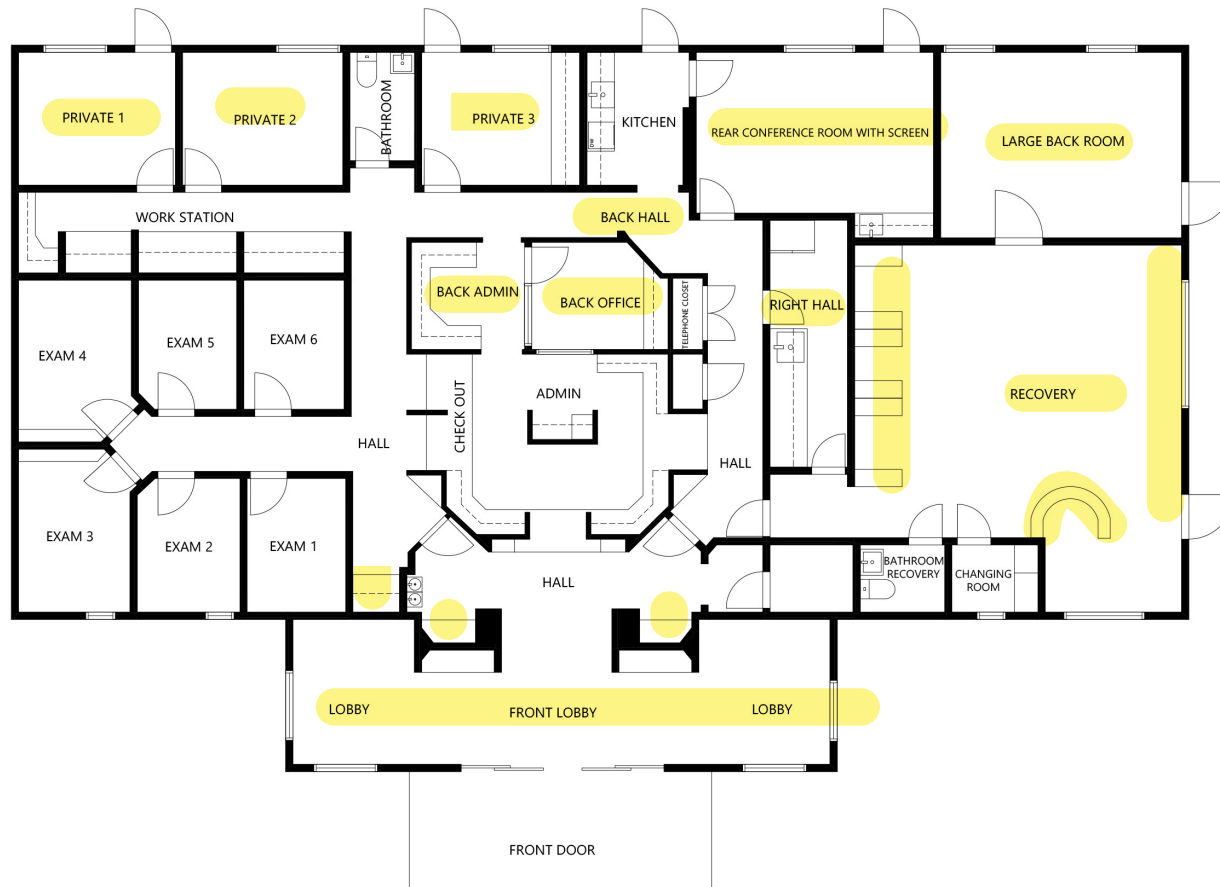 PRIVATE 1
PRIVATE 2
BATHROOM
PRIVATE 3
KITCHEN
DW
REAR CONFERENCE ROOM WITH SCREEN
LARGE BACK ROOM
WORK STATION
BACK HALL
BACK ADMIN
BACK OFFICE
TELEPHONE CLOSET
RIGHT HALL
EXAM 4
EXAM 5
EXAM 6
CHECK OUT
ADMIN
RECOVERY
HALL
HALL
EXAM 3
EXAM 2
EXAM 1
HALL
BATHROOM
RECOVERY
CHANGING
ROOM
LOBBY
FRONT LOBBY
LOBBY
FRONT DOOR